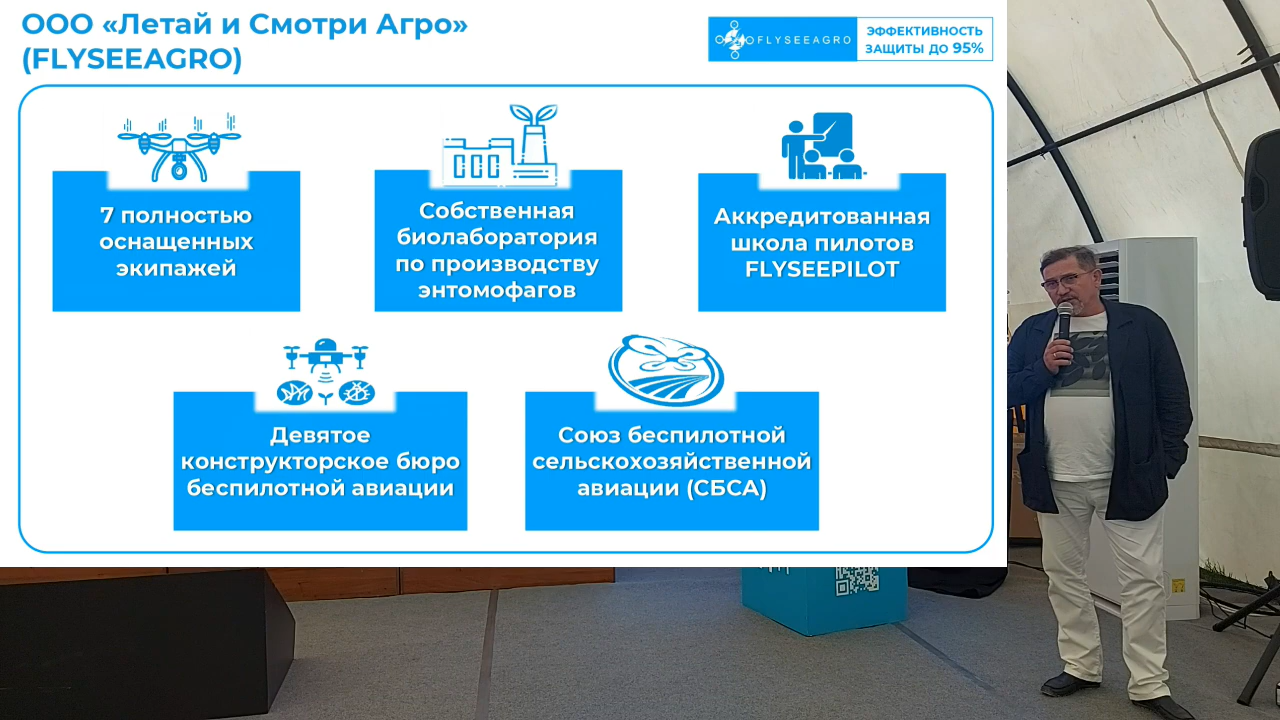 ООО «Летай и Смотри Агро»
(FLYSEEAGRO)
FLYSEEAGRO
ЭФФЕКТИВНОСТЬ
ЗАЩИТЫ ДО 95%
7 полностью
оснащенных
экипажей
Собственная
биолаборатория
по производству
энтомофагов
Аккредитованная
школа пилотов
FLYSEEPILOT
Девятое
конструкторское бюро
беспилотной авиации
Союз беспилотной
сельскохозяйственной
авиации (СБСА)